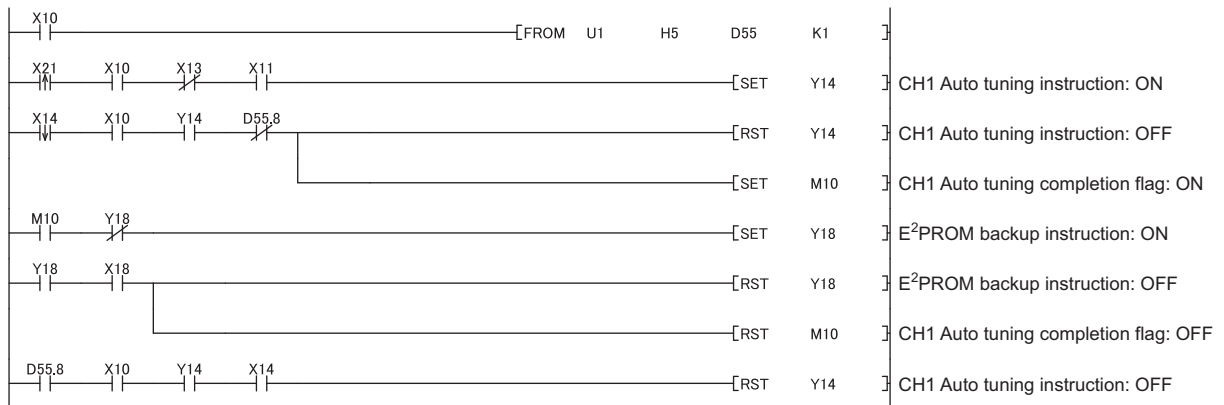 X10
[FROM U1 H5 D55 K1 ]
X21 X10 X13 X11
[SET Y14 ] CH1 Auto tuning instruction: ON
X14 X10 Y14 D55.8
[RST Y14 ] CH1 Auto tuning instruction: OFF
[SET M10 ] CH1 Auto tuning completion flag: ON
M10 Y18
[SET Y18 ] E²PROM backup instruction: ON
Y18 X18
[RST Y18 ] E²PROM backup instruction: OFF
[RST M10 ] CH1 Auto tuning completion flag: OFF
D55.8 X10 Y14 X14
[RST Y14 ] CH1 Auto tuning instruction: OFF